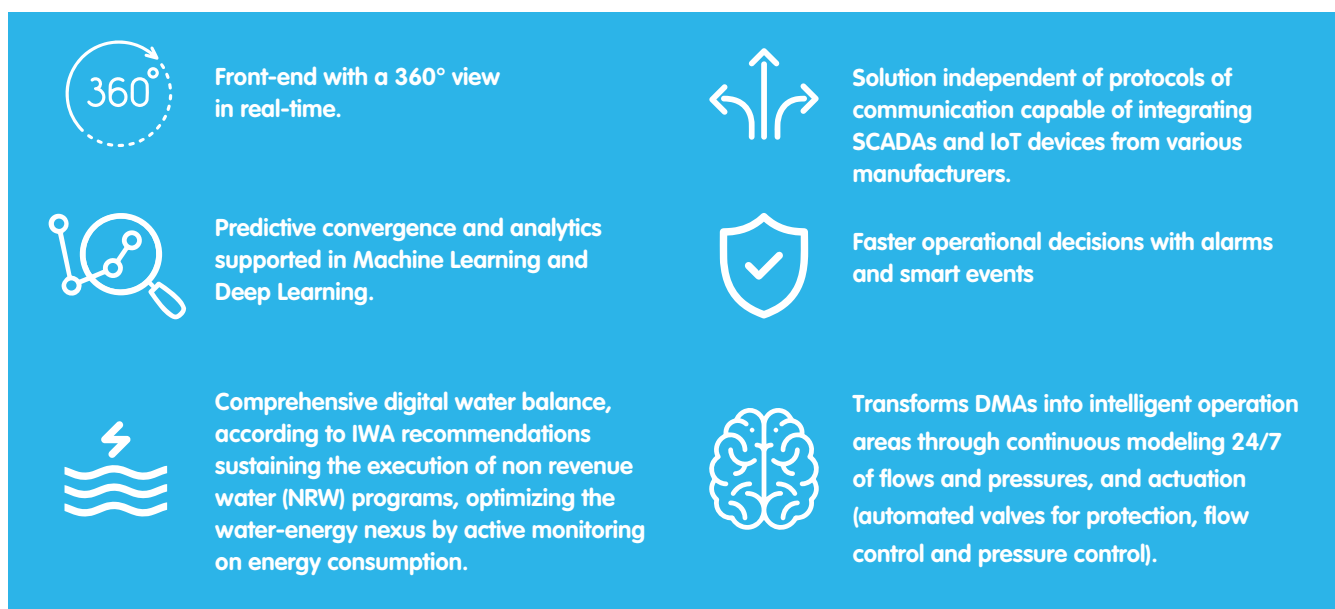 360°
Front-end with a 360° view
in real-time.
Solution independent of protocols of
communication capable of integrating
SCADAs and IoT devices from various
manufacturers.
Predictive convergence and analytics
supported in Machine Learning and
Deep Learning.
Faster operational decisions with alarms
and smart events
Comprehensive digital water balance,
according to IWA recommendations
sustaining the execution of non revenue
water (NRW) programs, optimizing the
water-energy nexus by active monitoring
on energy consumption.
Transforms DMAs into intelligent operation
areas through continuous modeling 24/7
of flows and pressures, and actuation
(automated valves for protection, flow
control and pressure control).